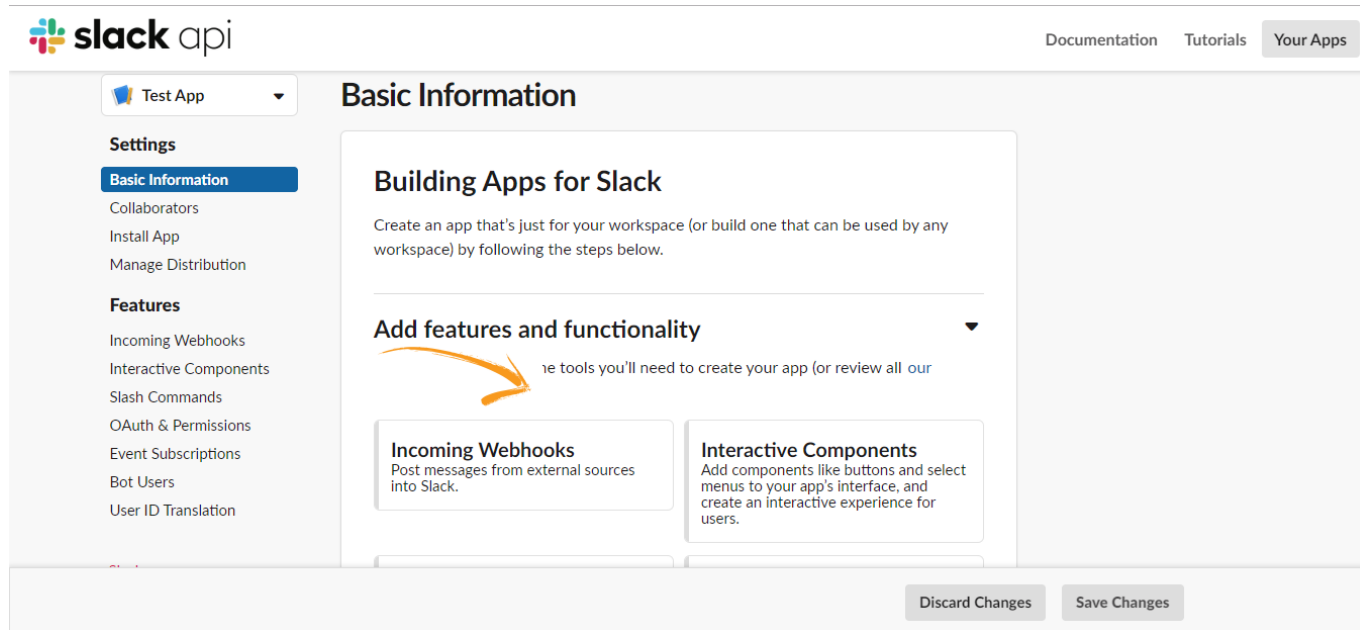 slack api
Documentation
Tutorials
Your Apps
Test App
Basic Information
Settings
Basic Information
Collaborators
Install App
Manage Distribution
Features
Incoming Webhooks
Interactive Components
Slash Commands
OAuth & Permissions
Event Subscriptions
Bot Users
User ID Translation
Building Apps for Slack
Create an app that's just for your workspace (or build one that can be used by any
workspace) by following the steps below.
Add features and functionality
tools you'll need to create your app (or review all our
Incoming Webhooks
Post messages from external sources
into Slack.
Interactive Components
Add components like buttons and select
menus to your app's interface, and
create an interactive experience for
users.
Discard Changes
Save Changes